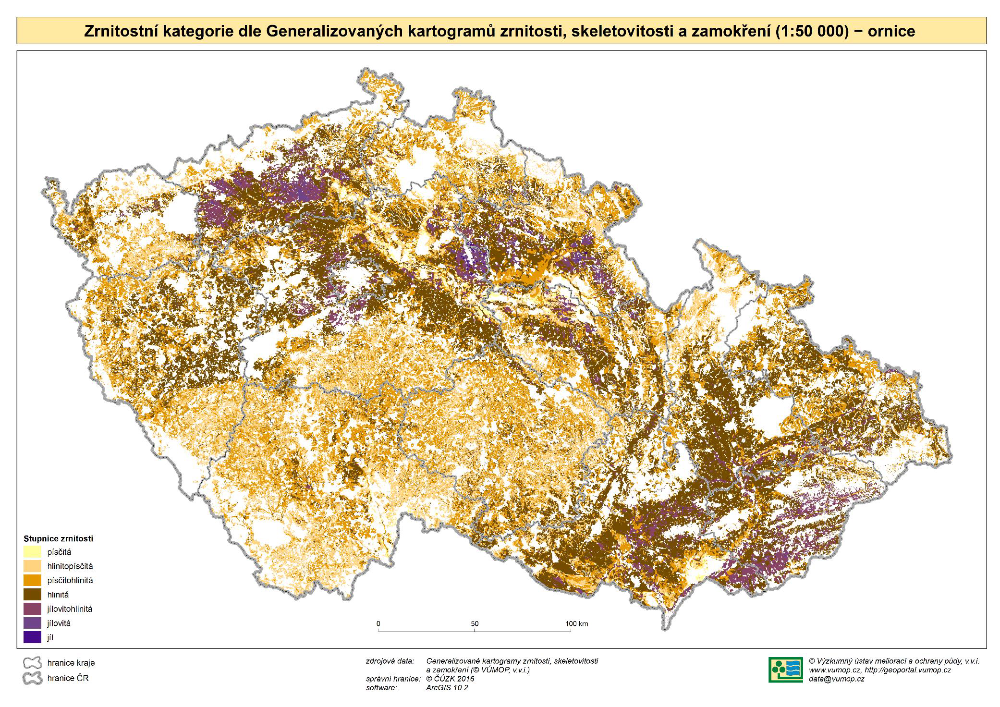 Zrnitostní kategorie dle Generalizovaných kartogramů zrnitosti, skeletovitosti a zamokření (1:50 000) − ornice
Stupnice zrnitosti
písčitá
hlinitopísčitá
písčitohlinitá
hlinitá
jílovitohlinitá
jílovitá
jíl
0 50 100 km
hranice kraje
hranice ČR
zdrojová data: Generalizované kartogramy zrnitosti, skeletovitosti
a zamokření (© VÚMOP, v.v.i.)
správní hranice: © ČÚZK 2016
software: ArcGIS 10.2
© Výzkumný ústav meliorací a ochrany půdy, v.v.i.
www.vumop.cz, http://geoportal.vumop.cz
data@vumop.cz